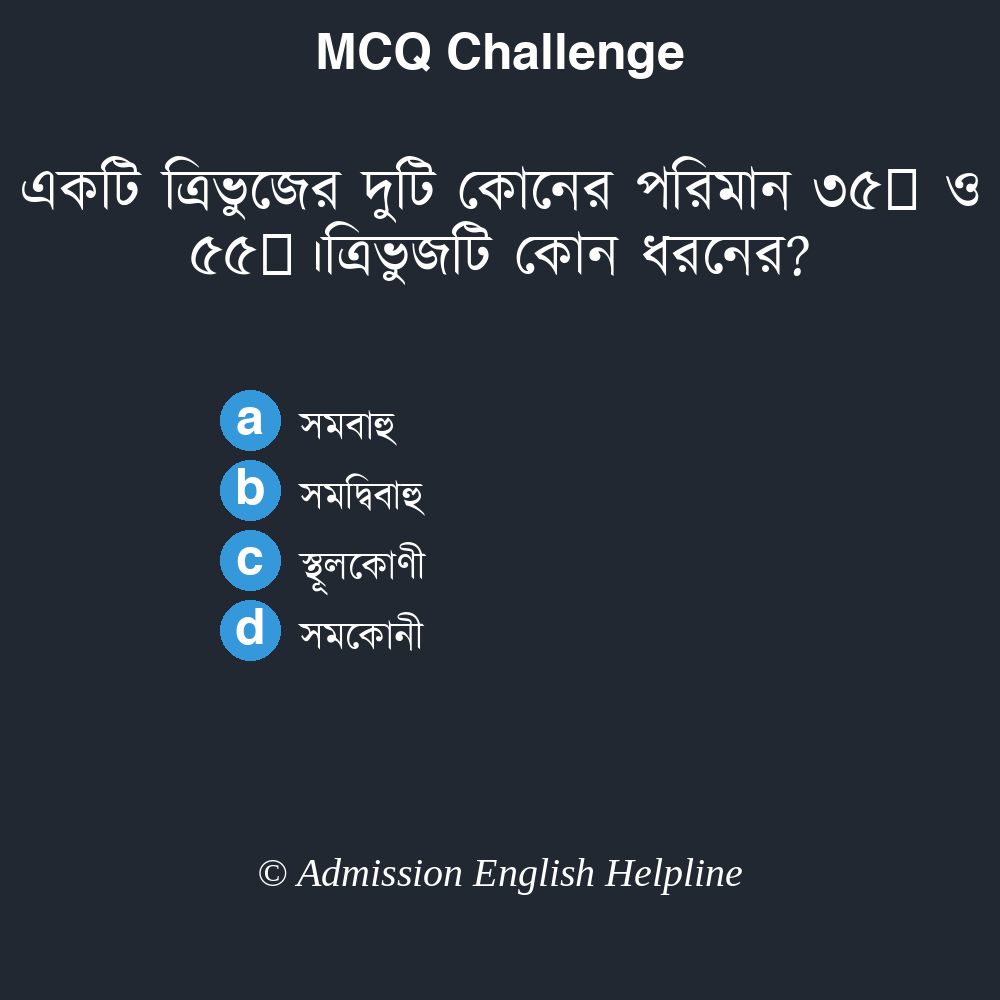 MCQ Challenge
একটি ত্রিভুজের দুটি কোনের পরিমান ৩৫▯ ও
৫৫▯ ।ত্রিভুজটি কোন ধরনের?
a সমবাহু
b সমদ্বিবাহু
c স্থূলকোণী
d সমকোনী
© Admission English Helpline